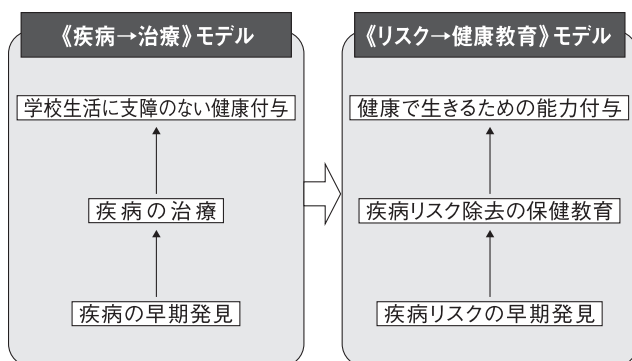 《疾病→治療》モデル
学校生活に支障のない健康付与
疾病の治療
疾病の早期発見
《リスク→健康教育》モデル
健康で生きるための能力付与
疾病リスク除去の保健教育
疾病リスクの早期発見